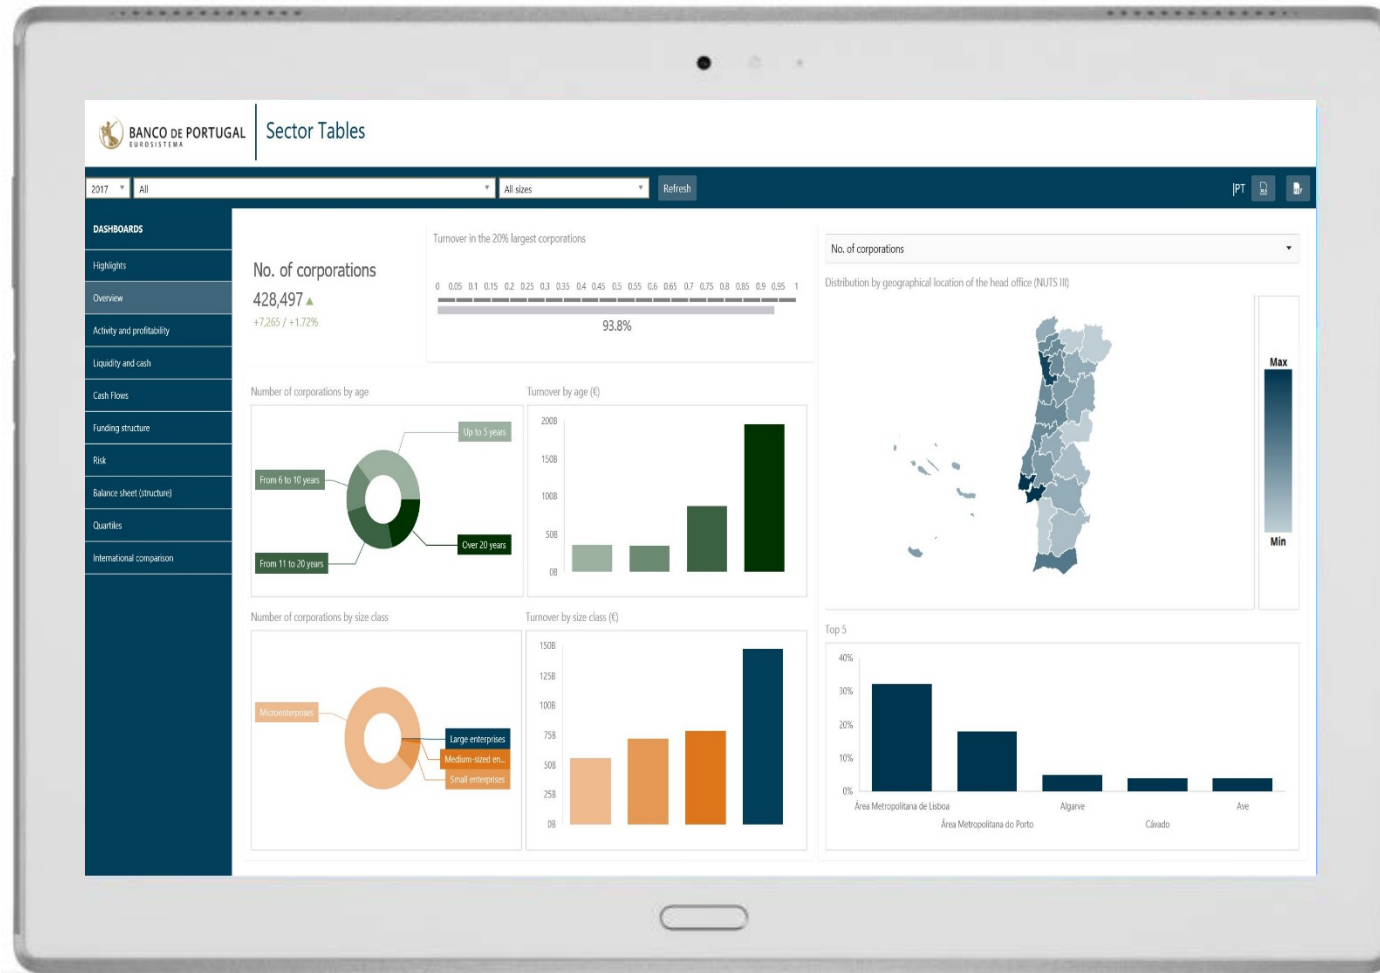 BANCO DE PORTUGAL
EUROSISTEMA
Sector Tables
2017
All
All sizes
Refresh
|PT
DASHBOARDS
Highlights
Overview
Activity and profitability
Liquidity and cash
Cash Flows
Funding structure
Risk
Balance sheet (structure)
Quartiles
International comparison
No. of corporations
428,497
+7,265 / +1.72%
Turnover in the 20% largest corporations
0 0.05 0.1 0.15 0.2 0.25 0.3 0.35 0.4 0.45 0.5 0.55 0.6 0.65 0.7 0.75 0.8 0.85 0.9 0.95 1
93.8%
Number of corporations by age
Up to 5 years
From 6 to 10 years
Over 20 years
From 11 to 20 years
Turnover by age (€)
200B
150B
100B
50B
0B
Number of corporations by size class
Microenterprises
Large enterprises
Medium-sized en...
Small enterprises
Turnover by size class (€)
150B
125B
100B
75B
50B
25B
0B
No. of corporations
Distribution by geographical location of the head office (NUTS III)
Max
Min
Top 5
40%
30%
20%
10%
0%
Área Metropolitana de Lisboa
Área Metropolitana do Porto
Algarve
Cávado
Ave